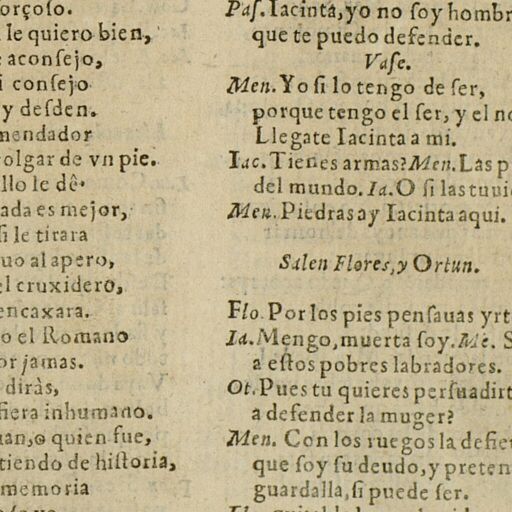 orçoso.
le quiero bien,
aconsejo,
consejo
y desden.
mendador
olgar de vn pie.
llo le dê.
ada es mejor,
si le tirara
uo al apero,
el cruxidero,
encaxara.
o el Romano
or jamas.
diràs,
fiera inhumano.
uan, o quien fue,
tiendo de historia,
memoria
Pas. Iacinta, yo no soy hombr
que te puedo defender.
Vase.
Men. Yo si lo tengo de ser,
porque tengo el ser, y el no
Llegate Iacinta a mi.
Iac. Tienes armas? Men. Las p
del mundo. Ia. O si las tuui
Men. Piedras ay Iacinta aqui.
Salen Flores, y Ortun.
Flo. Por los pies pensauas yrt
Ia. Mengo, muerta soy. Mē. S
a estos pobres labradores.
Ot. Pues tu quieres persuadirt
a defender la muger?
Men. Con los ruegos la defie
que soy su deudo, y preten
guardalla, si puede ser.